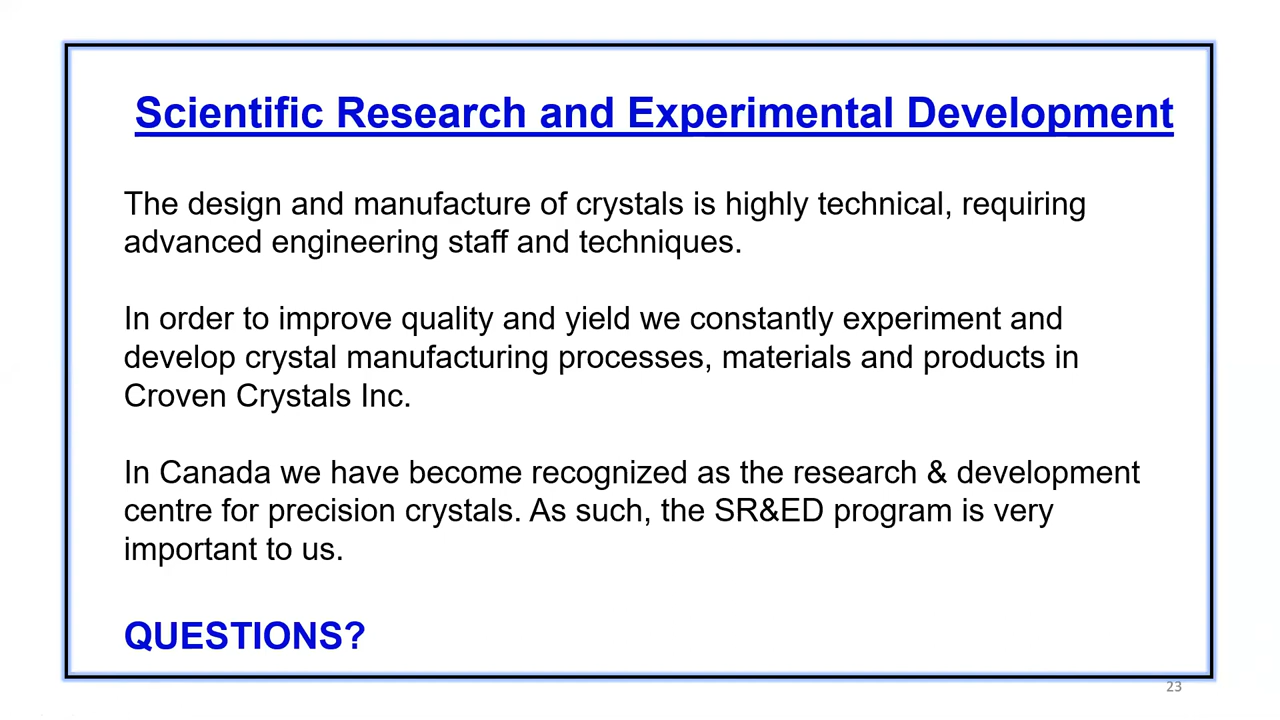 Scientific Research and Experimental Development
The design and manufacture of crystals is highly technical, requiring
advanced engineering staff and techniques.
In order to improve quality and yield we constantly experiment and
develop crystal manufacturing processes, materials and products in
Croven Crystals Inc.
In Canada we have become recognized as the research & development
centre for precision crystals. As such, the SR&ED program is very
important to us.
QUESTIONS?
23